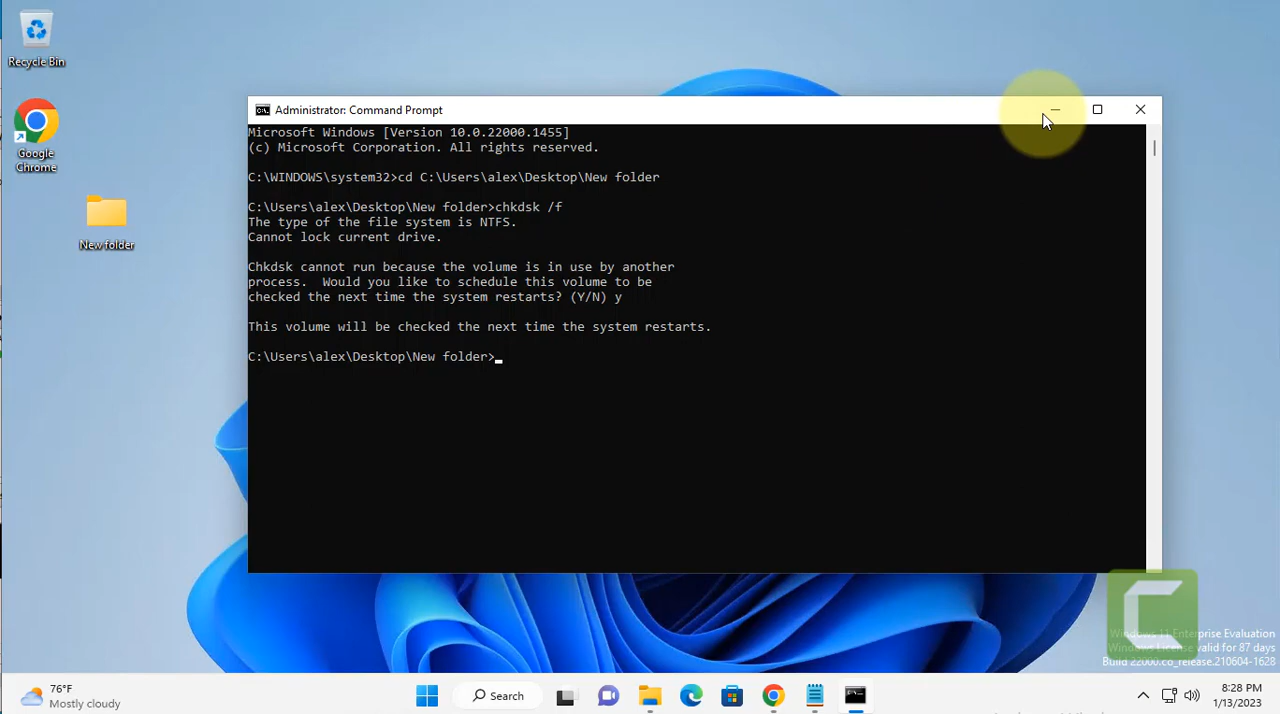 Recycle Bin
Google
Chrome
New folder
Administrator: Command Prompt
Microsoft Windows [Version 10.0.22000.1455]
(c) Microsoft Corporation. All rights reserved.
C:\WINDOWS\system32>cd C:\Users\alex\Desktop\New folder
C:\Users\alex\Desktop\New folder>chkdsk /f
The type of the file system is NTFS.
Cannot lock current drive.
Chkdsk cannot run because the volume is in use by another
process.  Would you like to schedule this volume to be
checked the next time the system restarts? (Y/N) y
This volume will be checked the next time the system restarts.
C:\Users\alex\Desktop\New folder>
Windows 11 Enterprise Evaluation
Windows License valid for 87 days
Build 22000.co_release.210604-1628
76°F
Mostly cloudy
Search
8:28 PM
1/13/2023